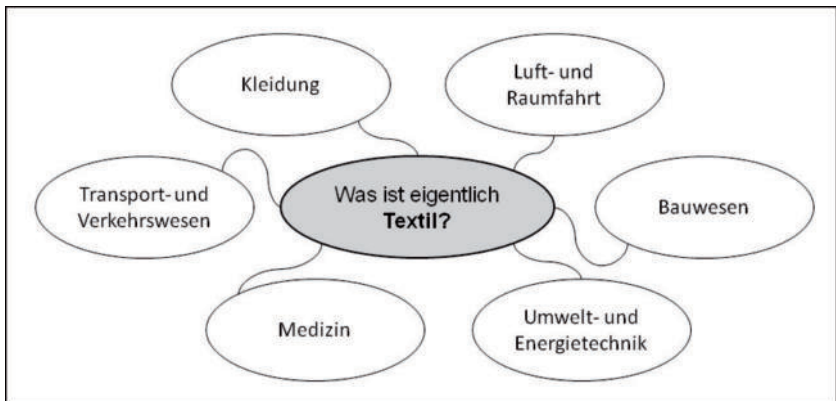 Kleidung
Luft- und
Raumfahrt
Transport- und
Verkehrswesen
Was ist eigentlich
Textil?
Bauwesen
Medizin
Umwelt- und
Energietechnik